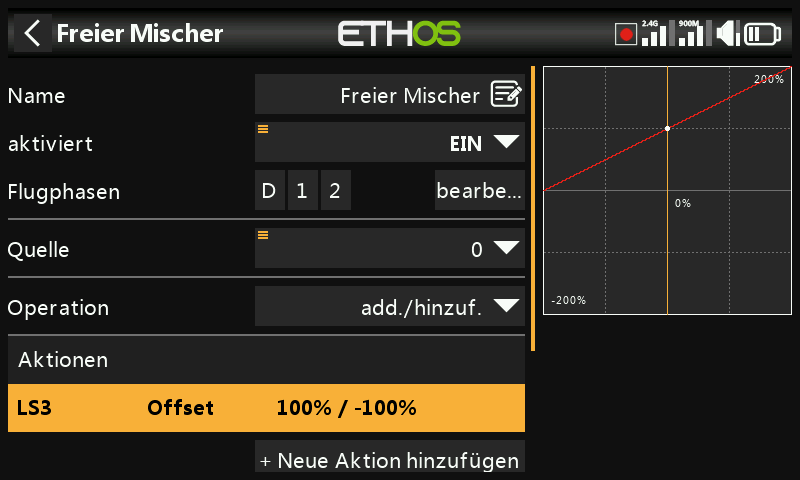 Freier Mischer
ETHOS
2.4G
900M
Name
Freier Mischer
aktiviert
EIN
Flugphasen
D 1 2
bearbe...
Quelle
0
Operation
add./hinzuf.
Aktionen
LS3 Offset 100% / -100%
+ Neue Aktion hinzufügen
200%
0%
-200%